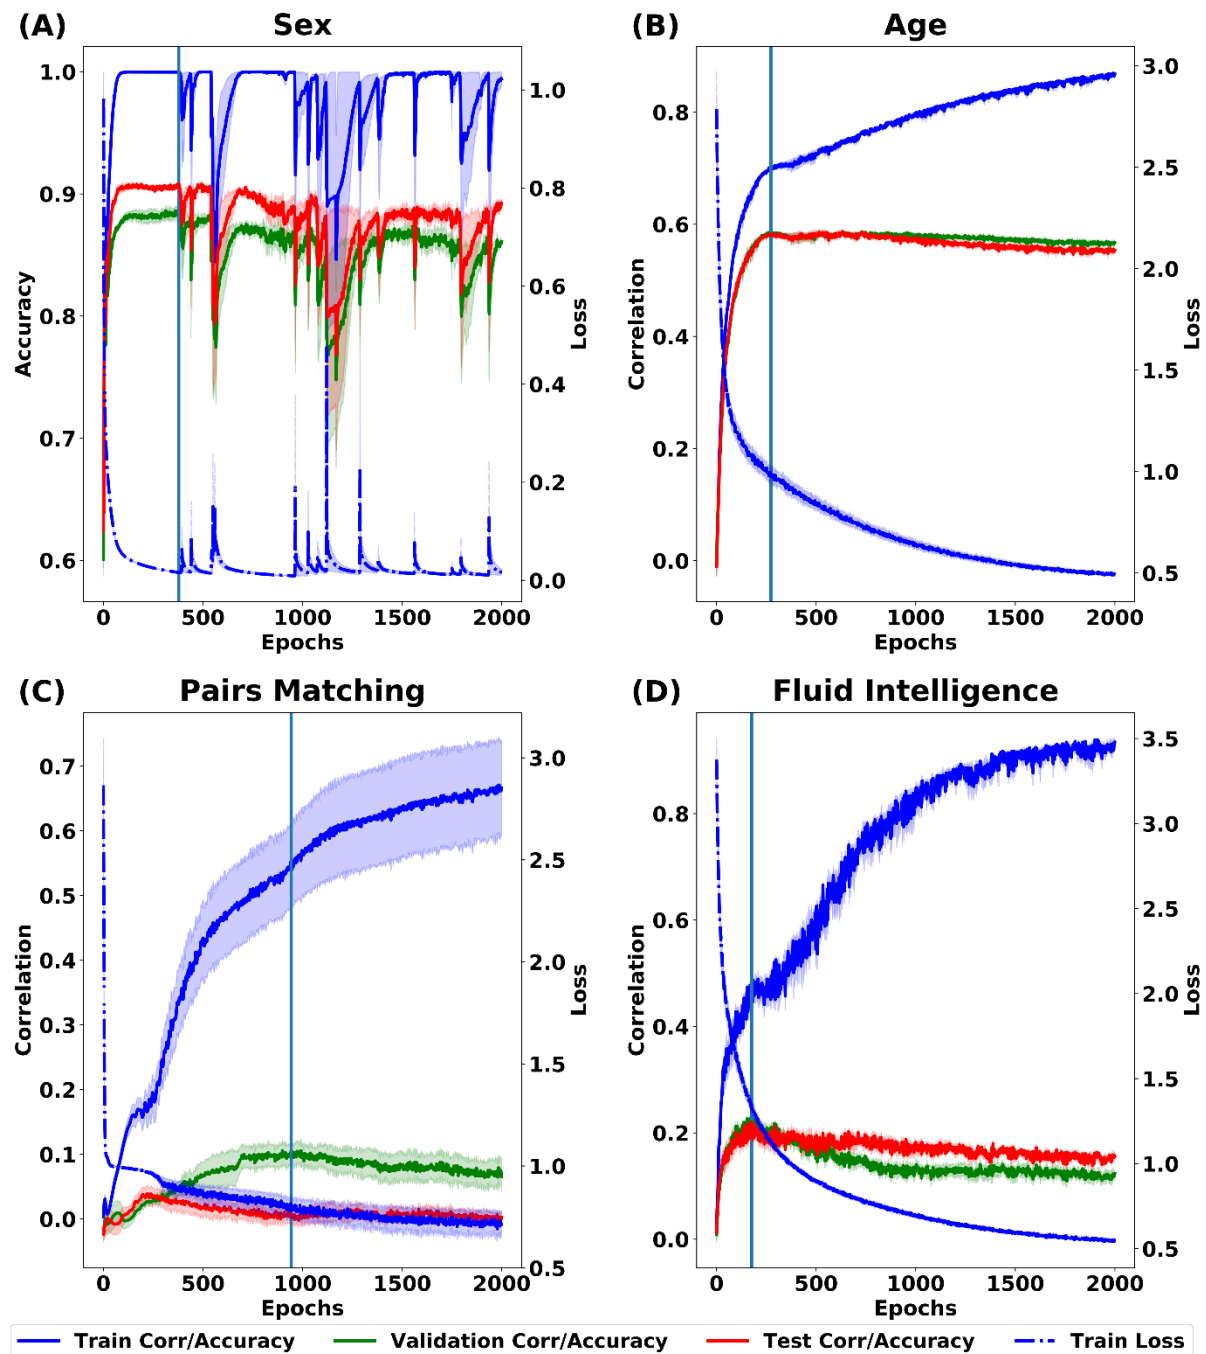 (A) Sex
1.0
0.9
0.8
0.7
0.6
Accuracy
1.0
0.8
0.6
0.4
0.2
0.0
Loss
0 500 1000 1500 2000
Epochs
(B) Age
0.8
0.6
0.4
0.2
0.0
Correlation
3.0
2.5
2.0
1.5
1.0
0.5
Loss
0 500 1000 1500 2000
Epochs
(C) Pairs Matching
0.7
0.6
0.5
0.4
0.3
0.2
0.1
0.0
Correlation
3.0
2.5
2.0
1.5
1.0
0.5
Loss
0 500 1000 1500 2000
Epochs
(D) Fluid Intelligence
0.8
0.6
0.4
0.2
0.0
Correlation
3.5
3.0
2.5
2.0
1.5
1.0
0.5
Loss
0 500 1000 1500 2000
Epochs
Train Corr/Accuracy Validation Corr/Accuracy Test Corr/Accuracy Train Loss